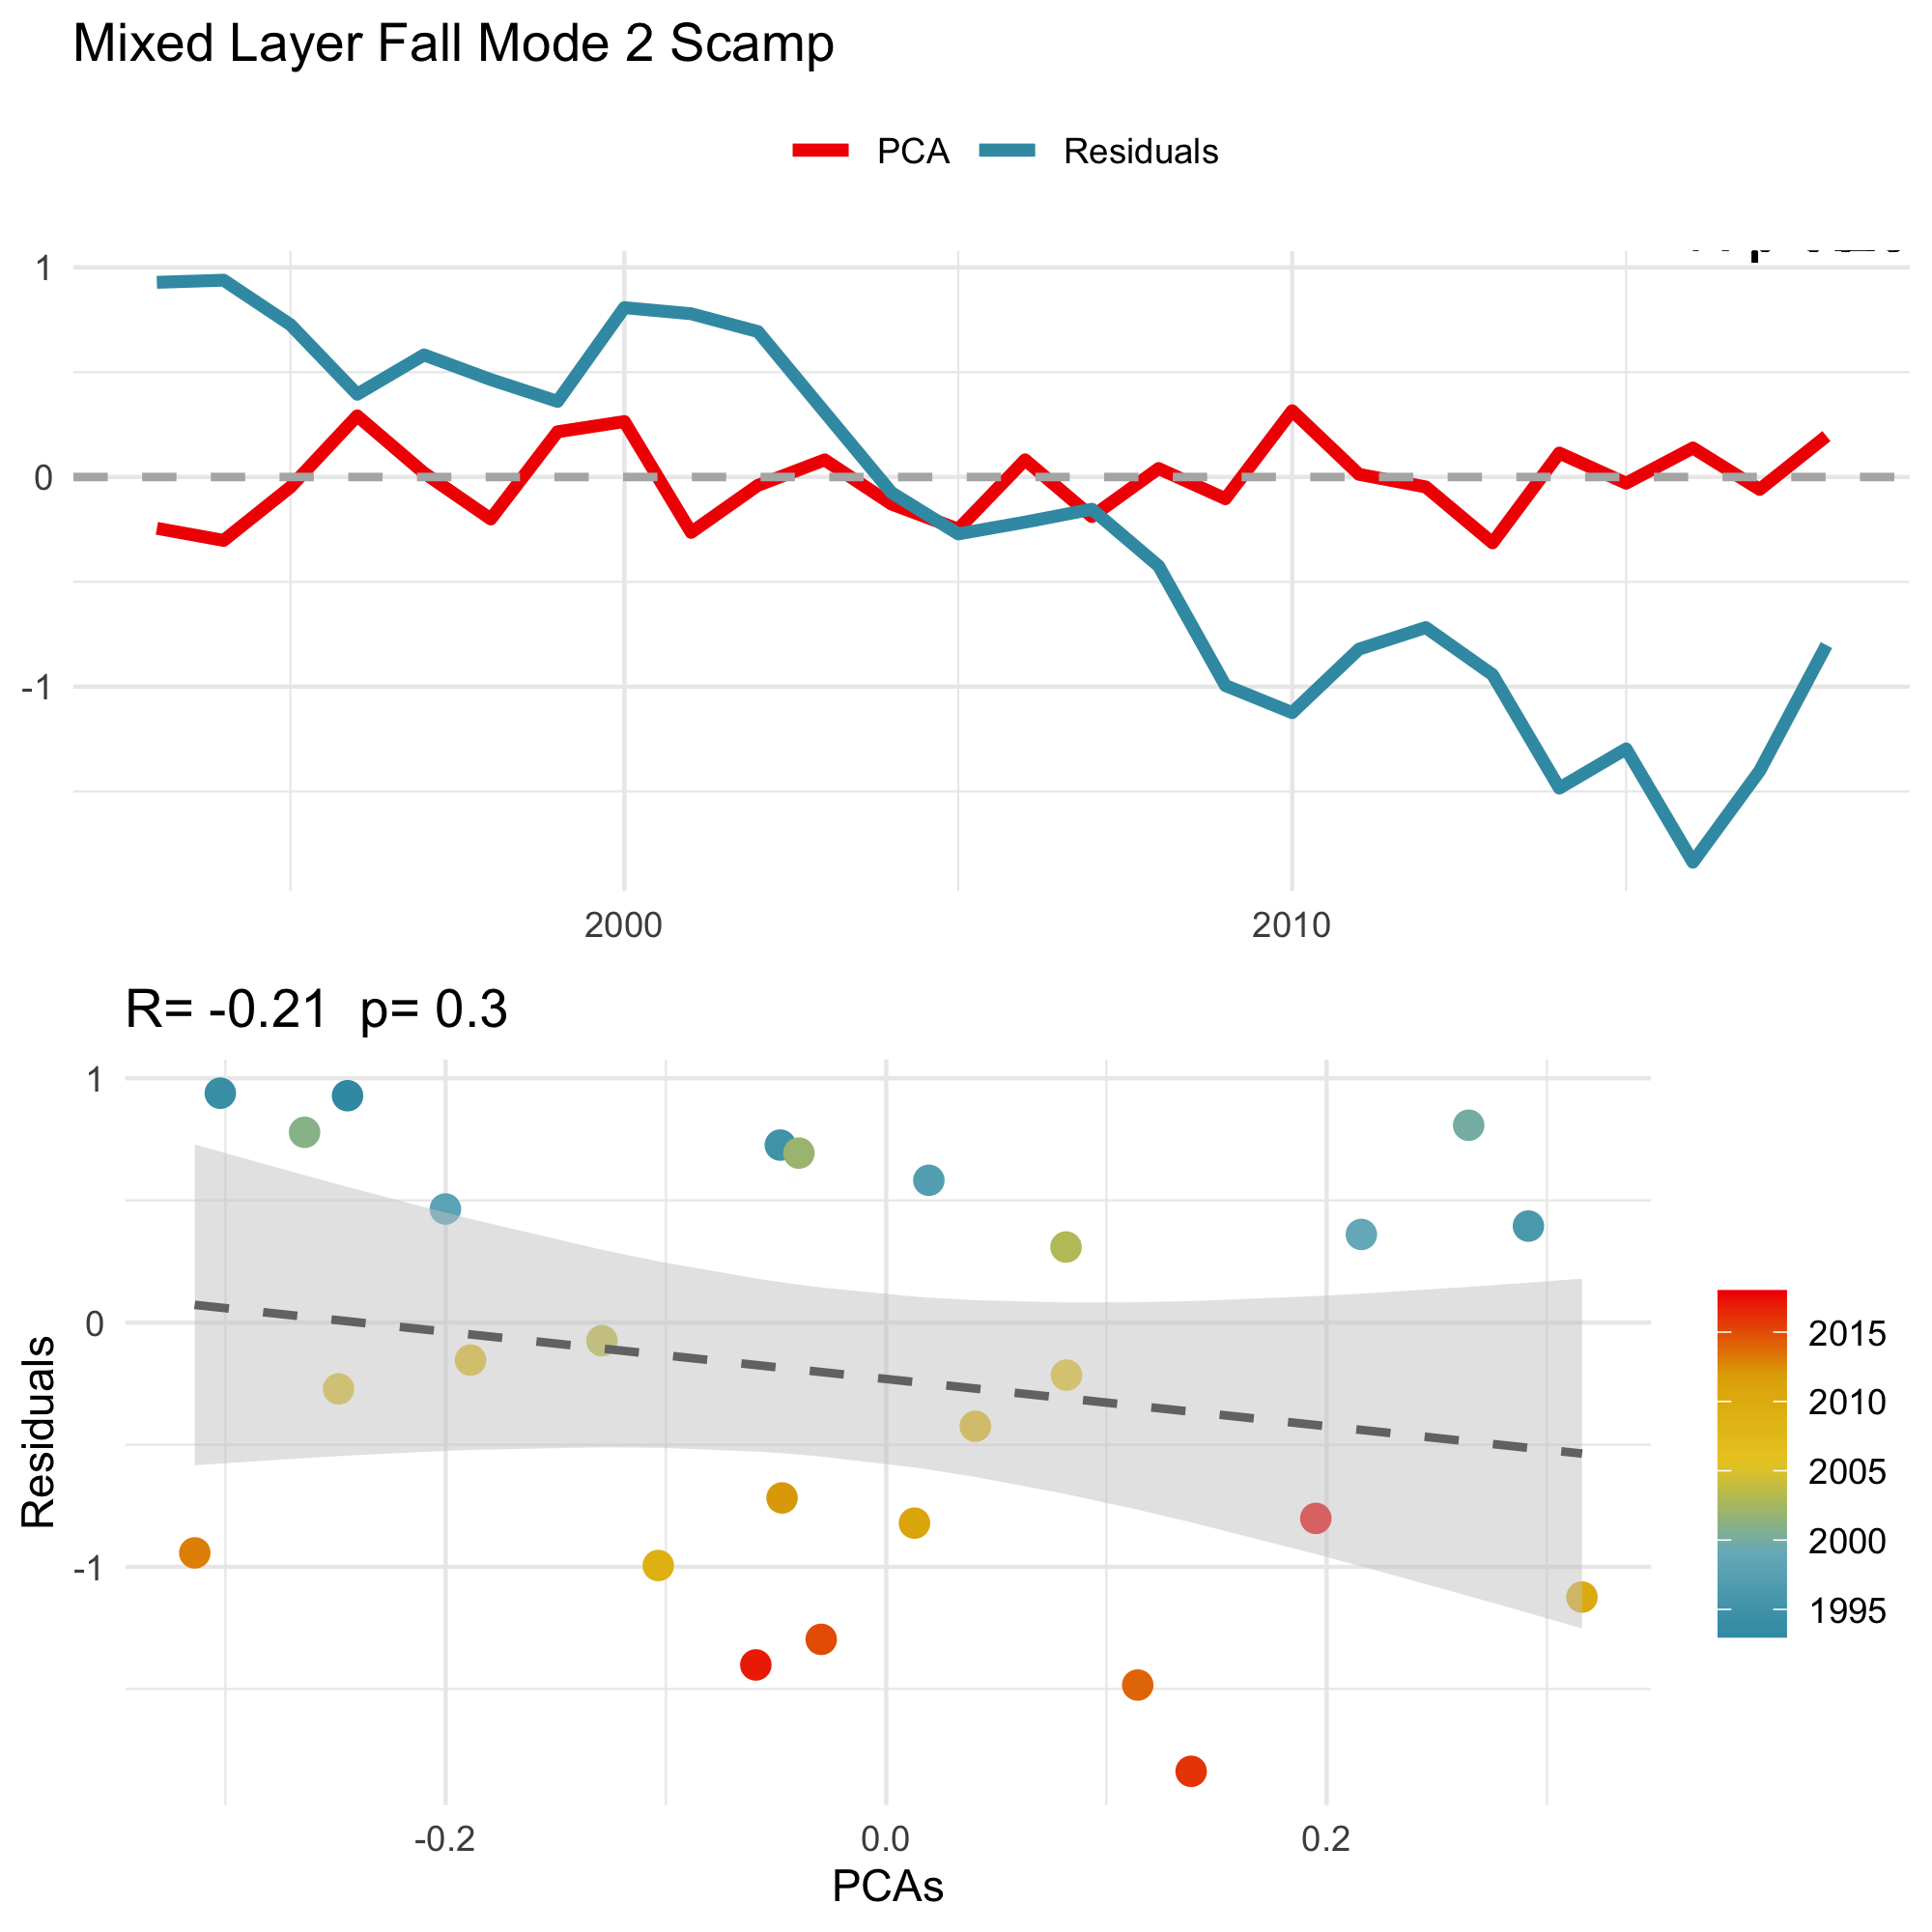 Mixed Layer Fall Mode 2 Scamp
PCA Residuals
1
0
-1
2000 2010
R= -0.21 p= 0.3
1
0
-1
Residuals
-0.2 0.0 0.2
PCAs
2015
2010
2005
2000
1995